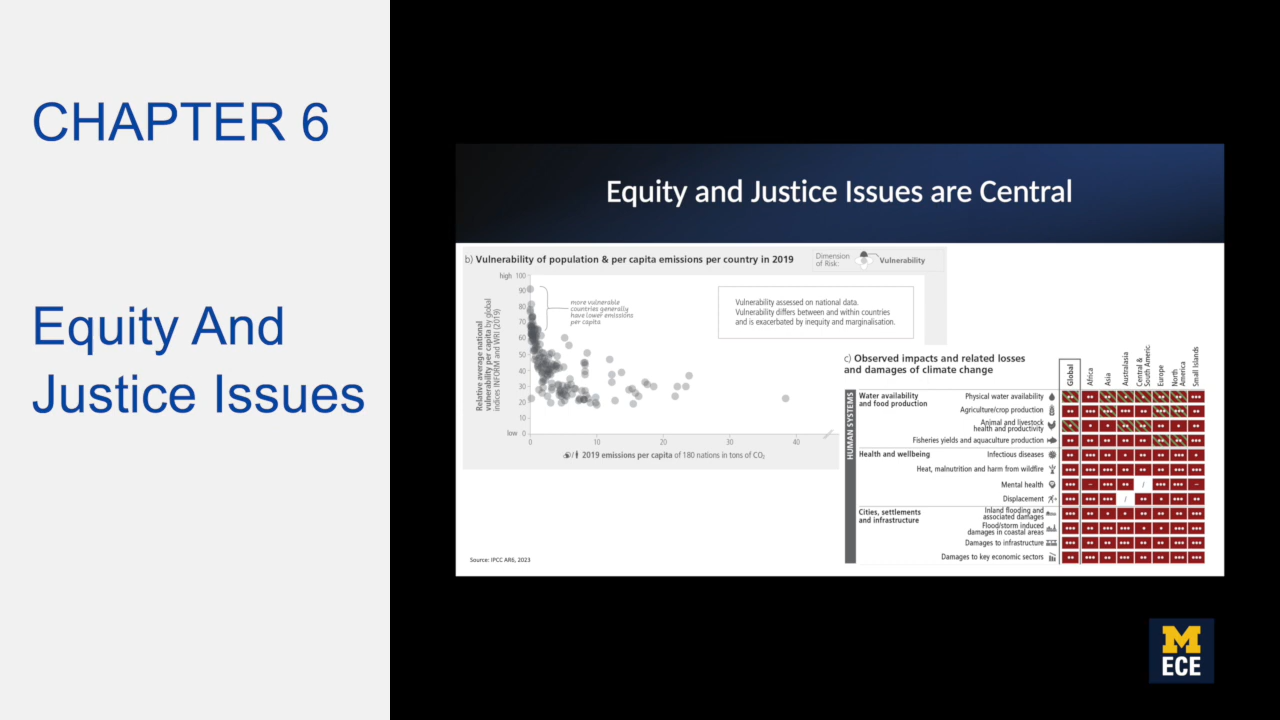 CHAPTER 6
Equity And
Justice Issues
Equity and Justice Issues are Central
b) Vulnerability of population & per capita emissions per country in 2019
Dimension
of Risk:
Vulnerability
high 100
90
80
70
60
50
40
30
20
10
low 0
Relative average national
vulnerability per capita by global
indices INFORM and WRI (2019)
more vulnerable
countries generally
have lower emissions
per capita
Vulnerability assessed on national data.
Vulnerability differs between and within countries
and is exacerbated by inequity and marginalisation.
0 10 20 30 40
2019 emissions per capita of 180 nations in tons of CO₂
c) Observed impacts and related losses
and damages of climate change
Global
Africa
Asia
Australasia
Central &
South America
Europe
North
America
Small Islands
HUMAN SYSTEMS
Water availability
and food production
Physical water availability
Agriculture/crop production
Animal and livestock
health and productivity
Fisheries yields and aquaculture production
Health and wellbeing
Infectious diseases
Heat, malnutrition and harm from wildfire
Mental health
Displacement
Cities, settlements
and infrastructure
Inland flooding and
associated damages
Flood/storm induced
damages in coastal areas
Damages to infrastructure
Damages to key economic sectors
Source: IPCC AR6, 2023
M
ECE